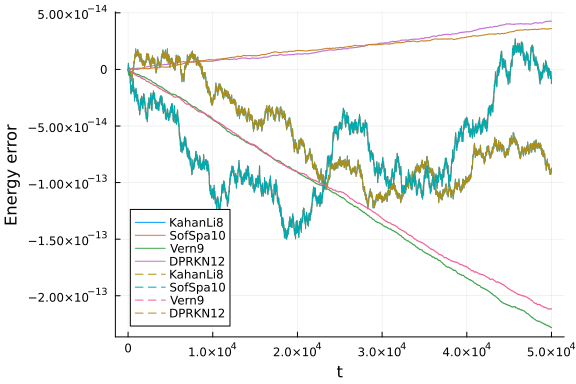 5.00×10⁻¹⁴
0
−5.00×10⁻¹⁴
−1.00×10⁻¹³
−1.50×10⁻¹³
−2.00×10⁻¹³
Energy error
KahanLi8
SofSpa10
Vern9
DPRKN12
KahanLi8
SofSpa10
Vern9
DPRKN12
0 1.0×10⁴ 2.0×10⁴ 3.0×10⁴ 4.0×10⁴ 5.0×10⁴
t